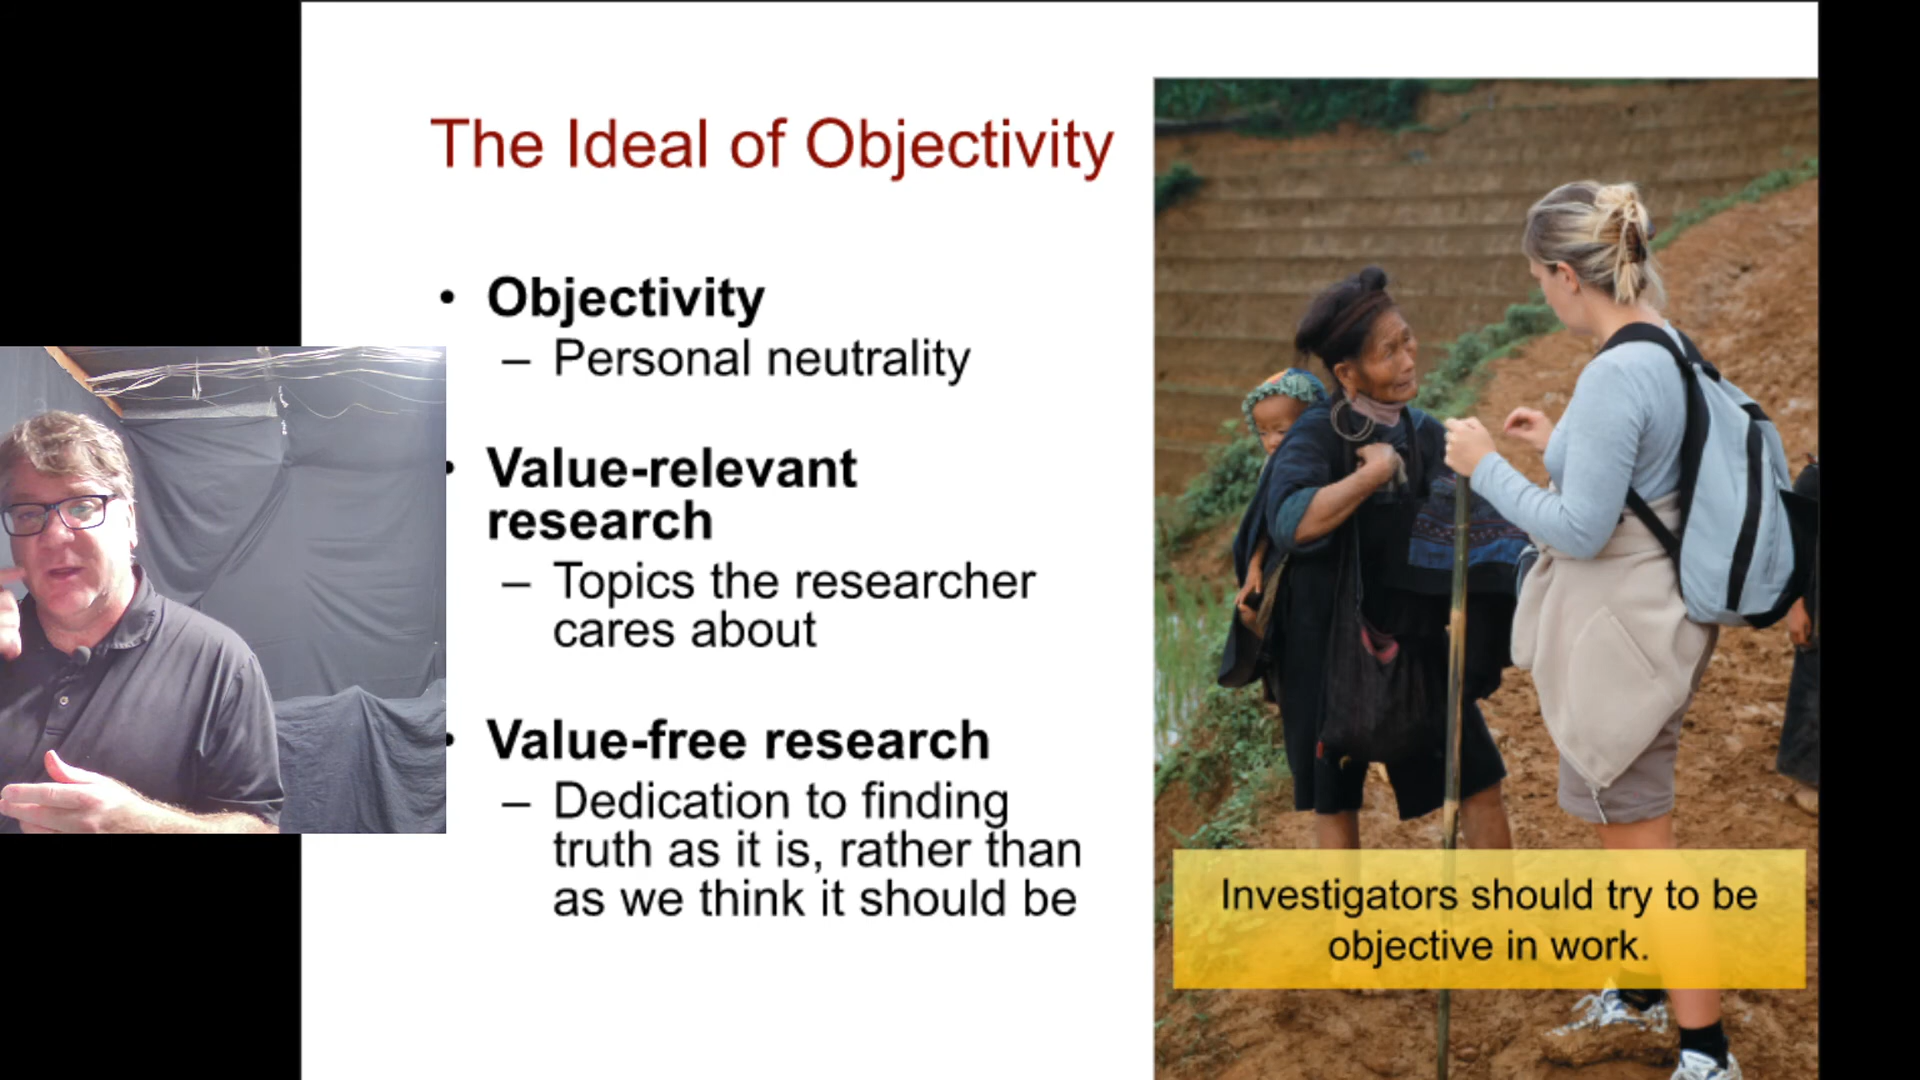 The Ideal of Objectivity
• Objectivity
– Personal neutrality
• Value-relevant
research
– Topics the researcher
cares about
• Value-free research
– Dedication to finding
truth as it is, rather than
as we think it should be
Investigators should try to be
objective in work.